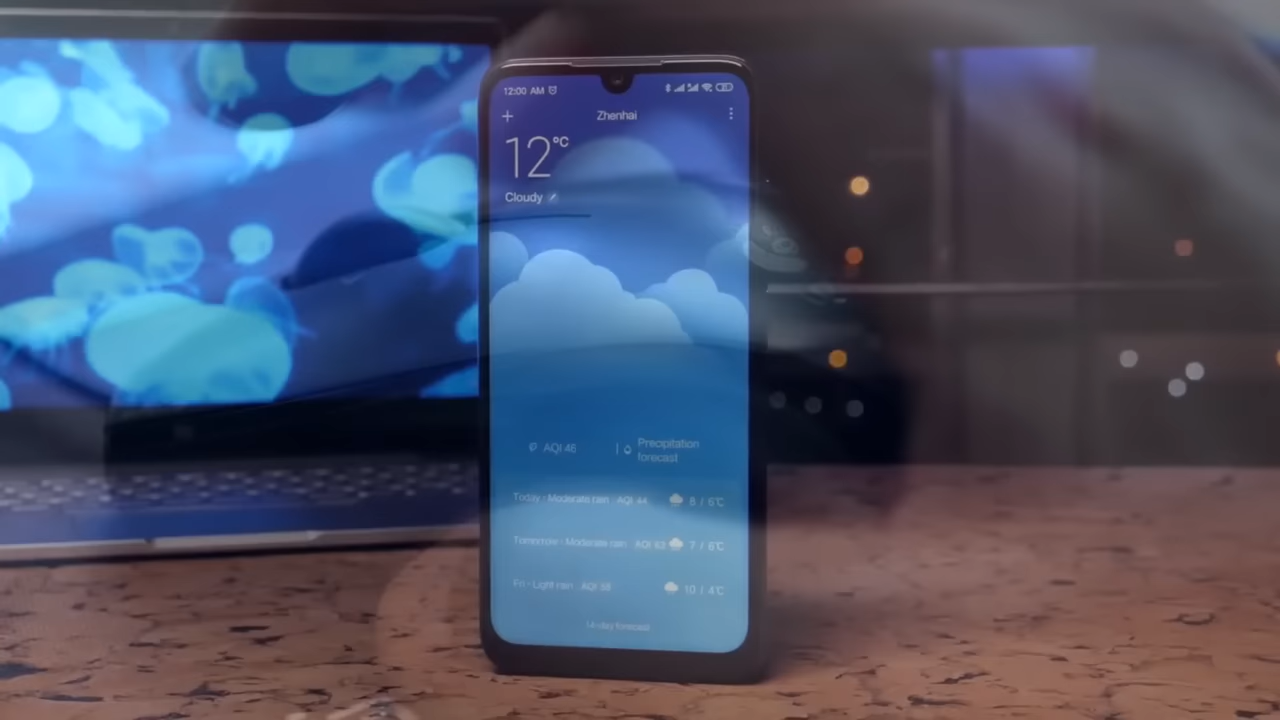 12:00 AM
Zhenhai
12°C
Cloudy
AQI 46
Precipitation
forecast
Today · Moderate rain AQI 44 8 / 6°C
Tomorrow · Moderate rain AQI 63 7 / 6°C
Fri · Light rain AQI 38 10 / 4°C
14-day forecast